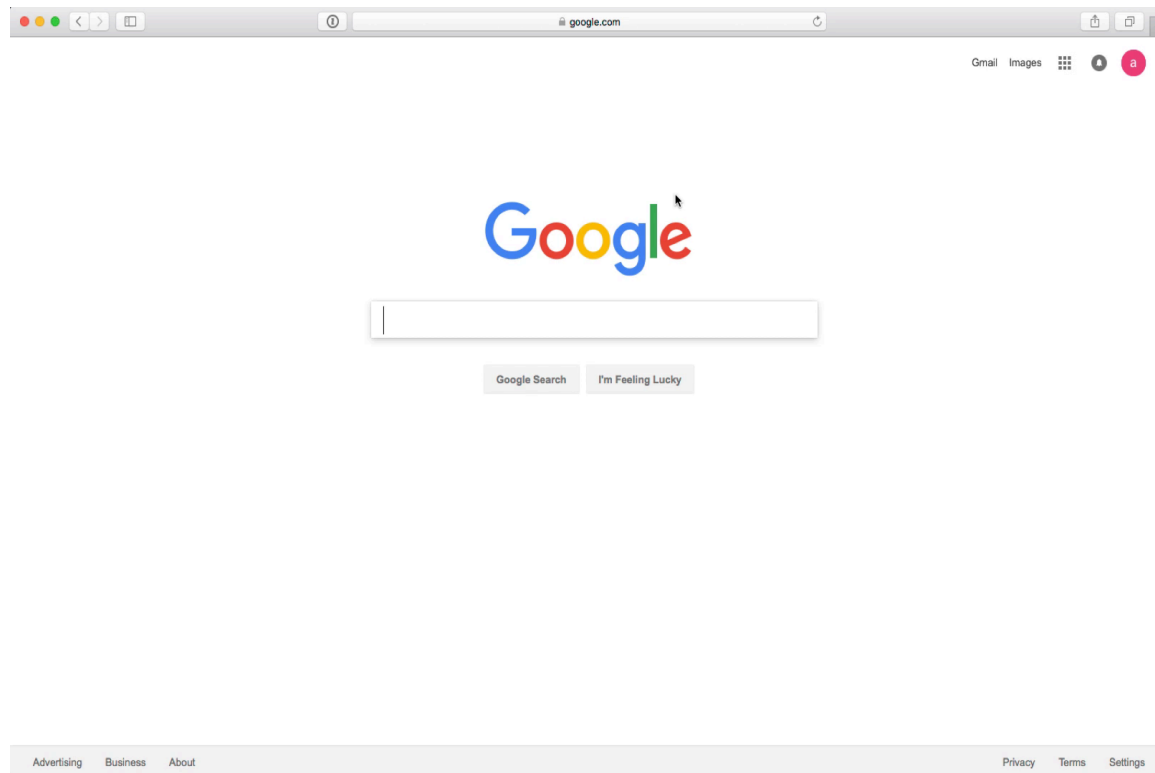 google.com
Gmail Images a
Google
Google Search I'm Feeling Lucky
Advertising Business About Privacy Terms Settings